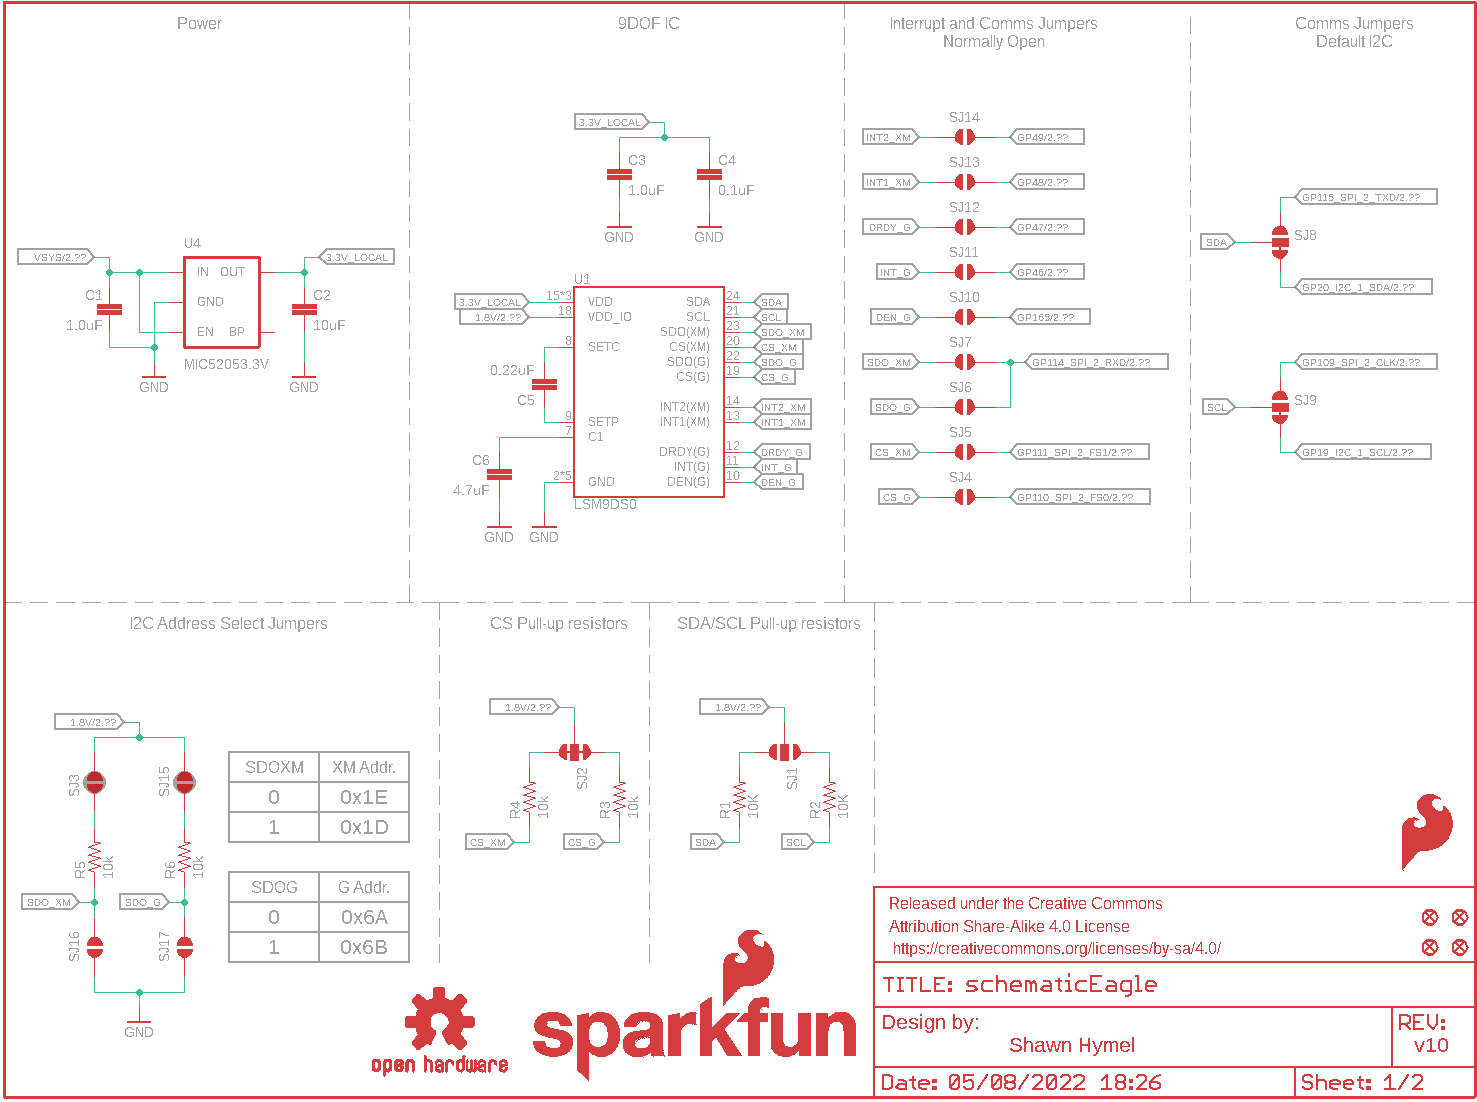 Power
9DOF IC
Interrupt and Comms Jumpers
Normally Open
Comms Jumpers
Default I2C
VSYS/2.??
U4
3.3V_LOCAL
IN OUT
GND
EN BP
MIC52053.3V
C1
1.0uF
C2
10uF
GND
GND
3.3V_LOCAL
C3
1.0uF
C4
0.1uF
GND
GND
U1
3.3V_LOCAL
1.8V/2.??
15*3
18
8
9
7
2*5
VDD
VDD_IO
SETC
SETP
C1
GND
0.22uF
C5
C6
4.7uF
GND
GND
SDA 24 SDA
SCL 21 SCL
SDO(XM) 23 SDO_XM
CS(XM) 20 CS_XM
SDO(G) 22 SDO_G
CS(G) 19 CS_G
INT2(XM) 14 INT2_XM
INT1(XM) 13 INT1_XM
DRDY(G) 12 DRDY_G
INT(G) 11 INT_G
DEN(G) 10 DEN_G
LSM9DS0
SJ14
INT2_XM GP49/2.??
SJ13
INT1_XM GP48/2.??
SJ12
DRDY_G GP47/2.??
SJ11
INT_G GP46/2.??
SJ10
DEN_G GP165/2.??
SJ7
SDO_XM GP114_SPI_2_RXD/2.??
SJ6
SDO_G
SJ5
CS_XM GP111_SPI_2_FS1/2.??
SJ4
CS_G GP110_SPI_2_FS0/2.??
GP115_SPI_2_TXD/2.??
SDA
SJ8
GP20_I2C_1_SDA/2.??
GP109_SPI_2_CLK/2.??
SCL
SJ9
GP19_I2C_1_SCL/2.??
I2C Address Select Jumpers
1.8V/2.??
SJ3
SJ15
R5
10k
R6
10k
SDO_XM
SDO_G
SJ16
SJ17
GND
SDOXM XM Addr.
0 0x1E
1 0x1D
SDOG G Addr.
0 0x6A
1 0x6B
CS Pull-up resistors
1.8V/2.??
SJ2
R4
10k
R3
10k
CS_XM
CS_G
SDA/SCL Pull-up resistors
1.8V/2.??
SJ1
R1
10K
R2
10K
SDA
SCL
open hardware
sparkfun
Released under the Creative Commons
Attribution Share-Alike 4.0 License
https://creativecommons.org/licenses/by-sa/4.0/
TITLE: schematicEagle
Design by:
Shawn Hymel
REV:
v10
Date: 05/08/2022 18:26
Sheet: 1/2